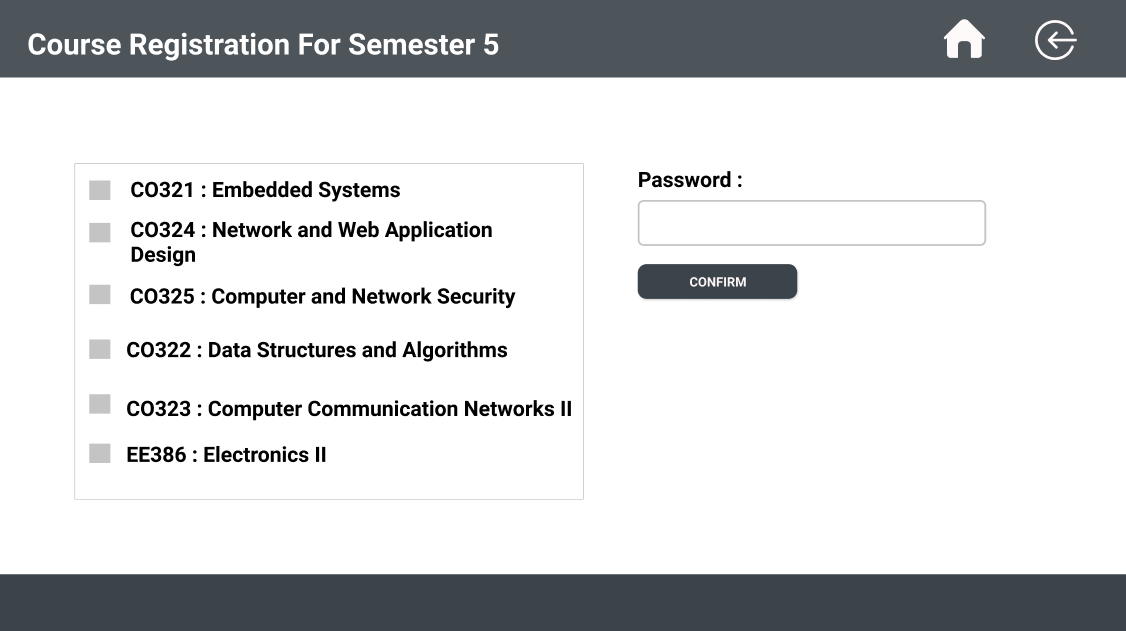 Course Registration For Semester 5
CO321 : Embedded Systems
CO324 : Network and Web Application
Design
CO325 : Computer and Network Security
CO322 : Data Structures and Algorithms
CO323 : Computer Communication Networks II
EE386 : Electronics II
Password :
CONFIRM